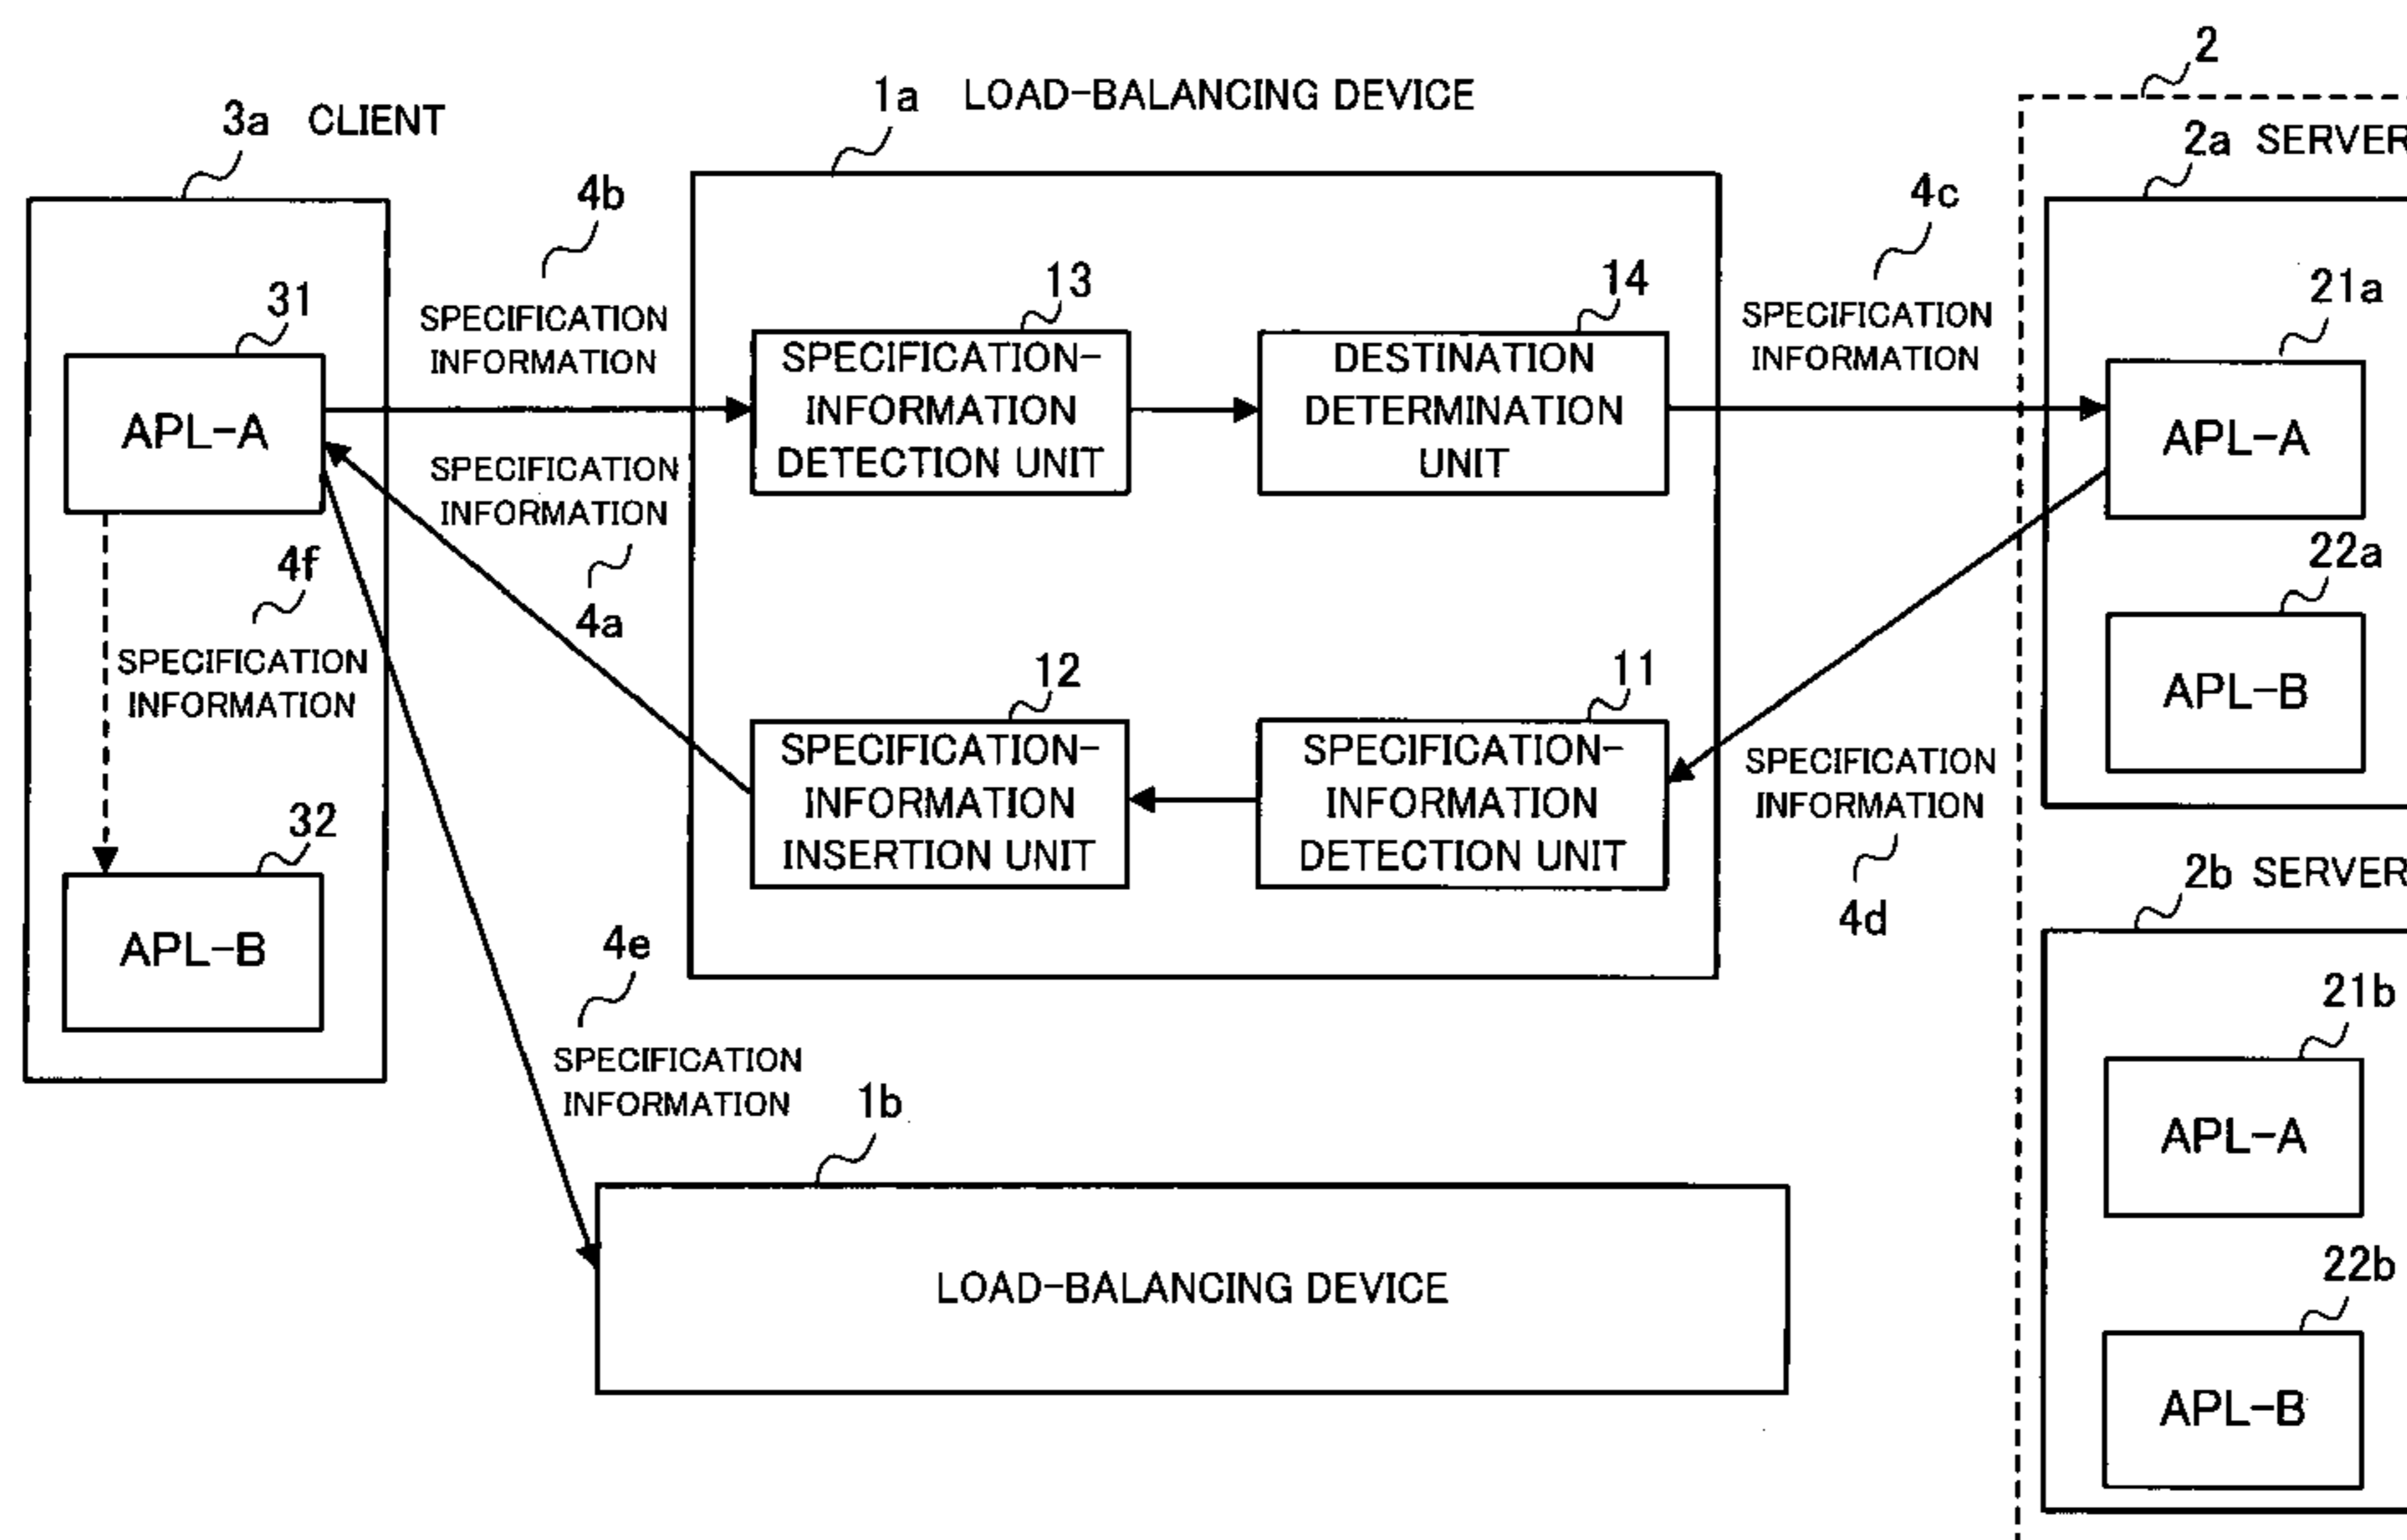 2
1a LOAD-BALANCING DEVICE
3a CLIENT
2a SERVER
4b
4c
31
13
14
21a
SPECIFICATION
INFORMATION
SPECIFICATION
INFORMATION
APL-A
SPECIFICATION-
INFORMATION
DETECTION UNIT
DESTINATION
DETERMINATION
UNIT
APL-A
SPECIFICATION
INFORMATION
4a
4f
22a
SPECIFICATION
INFORMATION
12
11
APL-B
SPECIFICATION-
INFORMATION
INSERTION UNIT
SPECIFICATION-
INFORMATION
DETECTION UNIT
SPECIFICATION
INFORMATION
4d
32
2b SERVER
APL-B
4e
21b
SPECIFICATION
INFORMATION
1b
APL-A
LOAD-BALANCING DEVICE
22b
APL-B